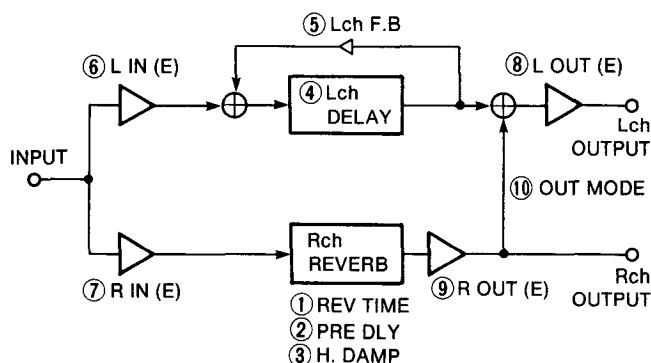 ⑤ Lch F.B
⑥ L IN (E)
④ Lch
DELAY
⑧ L OUT (E)
Lch
OUTPUT
INPUT
⑩ OUT MODE
Rch
REVERB
⑦ R IN (E)
⑨ R OUT (E)
Rch
OUTPUT
① REV TIME
② PRE DLY
③ H. DAMP